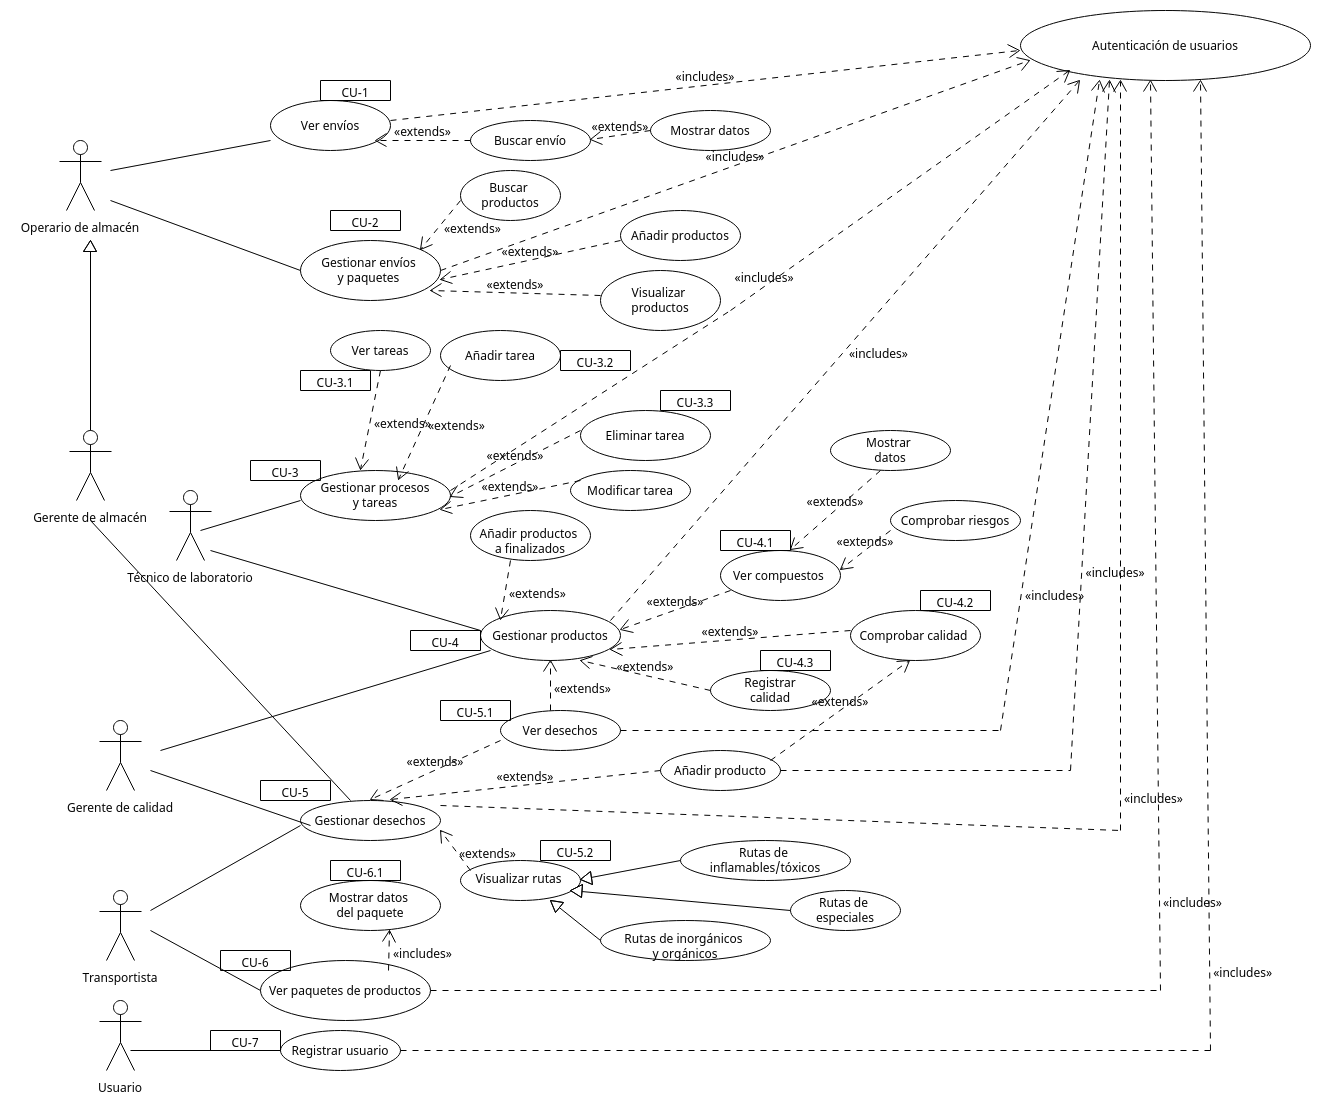 Autenticación de usuarios
«includes»
CU-1
Ver envíos
«extends»
Buscar envío
«extends»
Mostrar datos
«includes»
Operario de almacén
Buscar
productos
CU-2
«extends»
Gestionar envíos
y paquetes
«extends»
Añadir productos
«includes»
«extends»
Visualizar
productos
Ver tareas
Añadir tarea
CU-3.1
CU-3.2
«includes»
CU-3.3
«extends»
«extends»
Eliminar tarea
Mostrar
datos
«extends»
CU-3
Gestionar procesos
y tareas
«extends»
Modificar tarea
Gerente de almacén
Técnico de laboratorio
Añadir productos
a finalizados
«extends»
Comprobar riesgos
CU-4.1
«extends»
Ver compuestos
«includes»
«extends»
«extends»
«includes»
CU-4.2
CU-4
Gestionar productos
«extends»
Comprobar calidad
«extends»
CU-4.3
Registrar
calidad
«extends»
«extends»
CU-5.1
Ver desechos
«extends»
«extends»
Añadir producto
Gerente de calidad
CU-5
Gestionar desechos
«includes»
«extends»
CU-5.2
Visualizar rutas
Rutas de
inflamables/tóxicos
Rutas de
especiales
Rutas de inorgánicos
y orgánicos
«includes»
CU-6.1
Mostrar datos
del paquete
«includes»
Transportista
CU-6
Ver paquetes de productos
«includes»
CU-7
Registrar usuario
Usuario